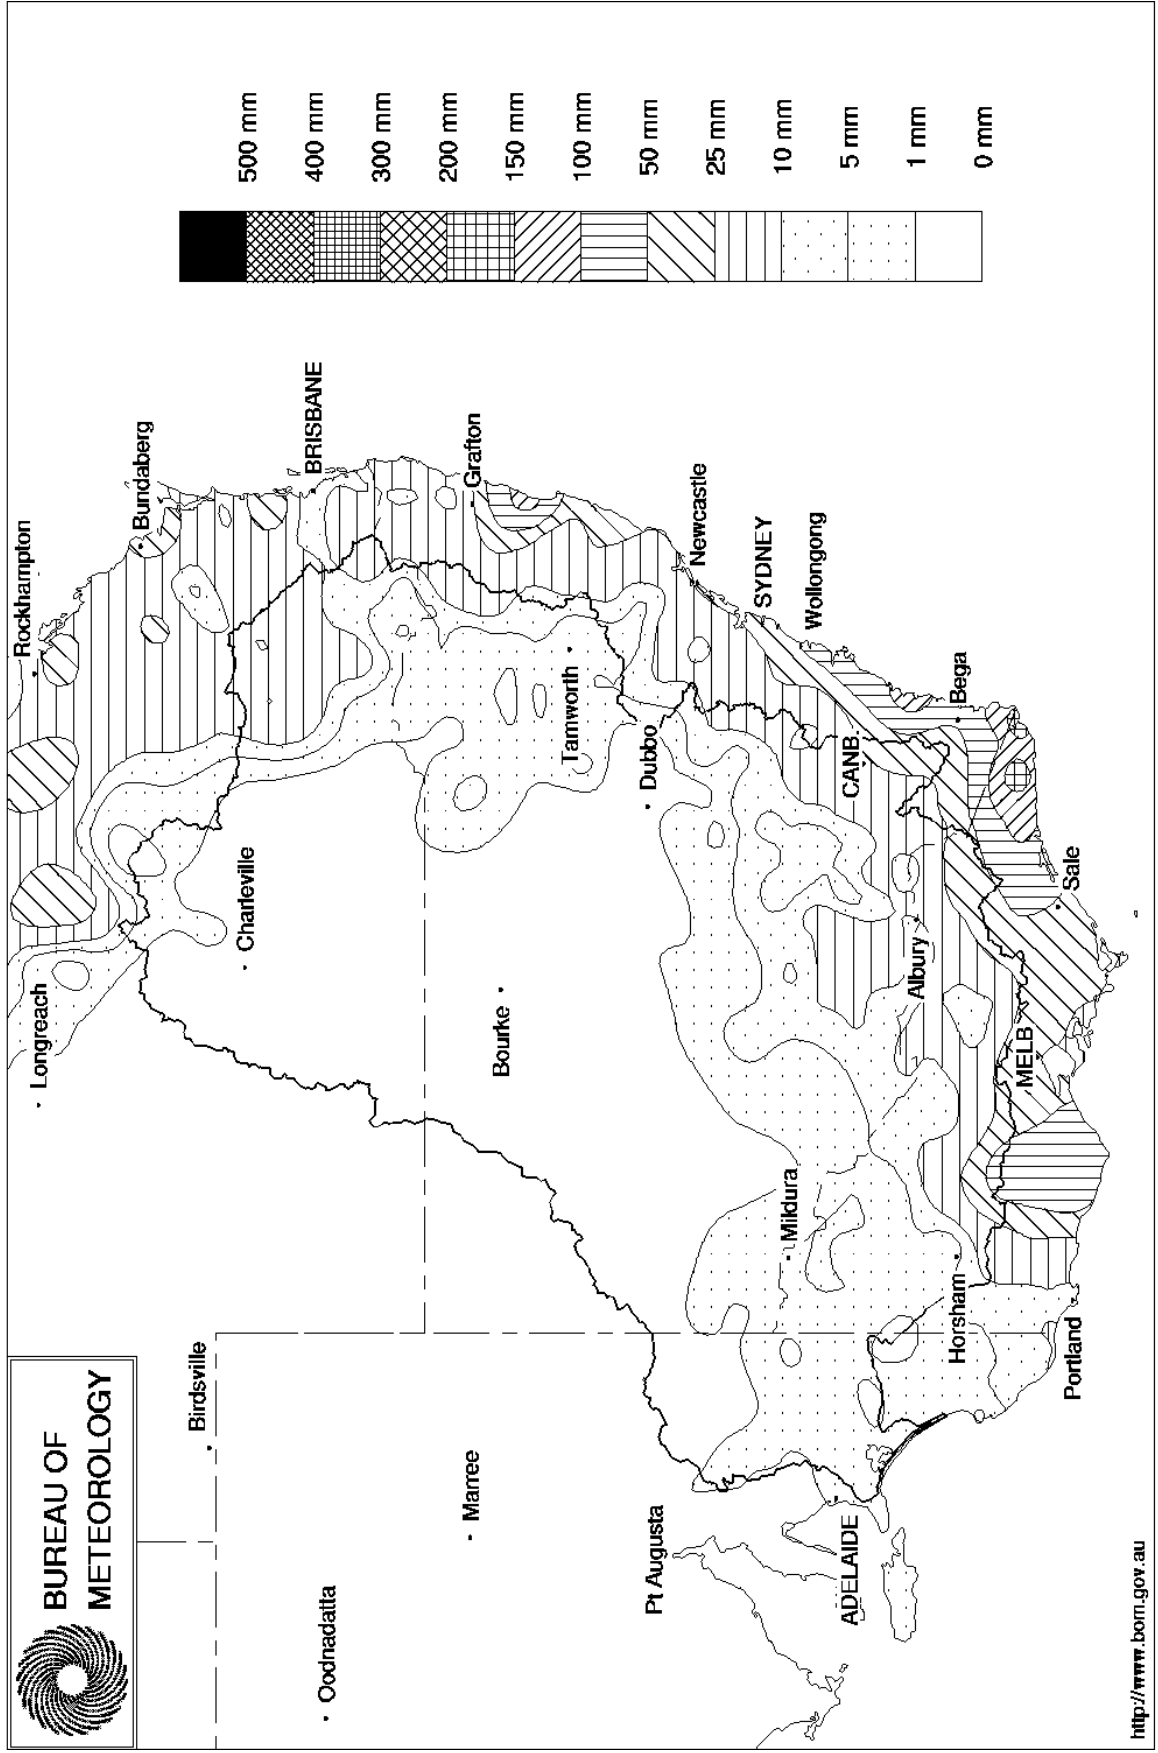 BUREAU OF
METEOROLOGY
Longreach
Rockhampton
Bundaberg
Birdsville
Charleville
BRISBANE
Oodnadatta
Marree
Bourke
Grafton
Tamworth
Pt Augusta
Dubbo
Newcastle
Mildura
SYDNEY
Wollongong
ADELAIDE
CANB
Albury
Horsham
Bega
MELB
Sale
Portland
500 mm
400 mm
300 mm
200 mm
150 mm
100 mm
50 mm
25 mm
10 mm
5 mm
1 mm
0 mm
http://www.bom.gov.au